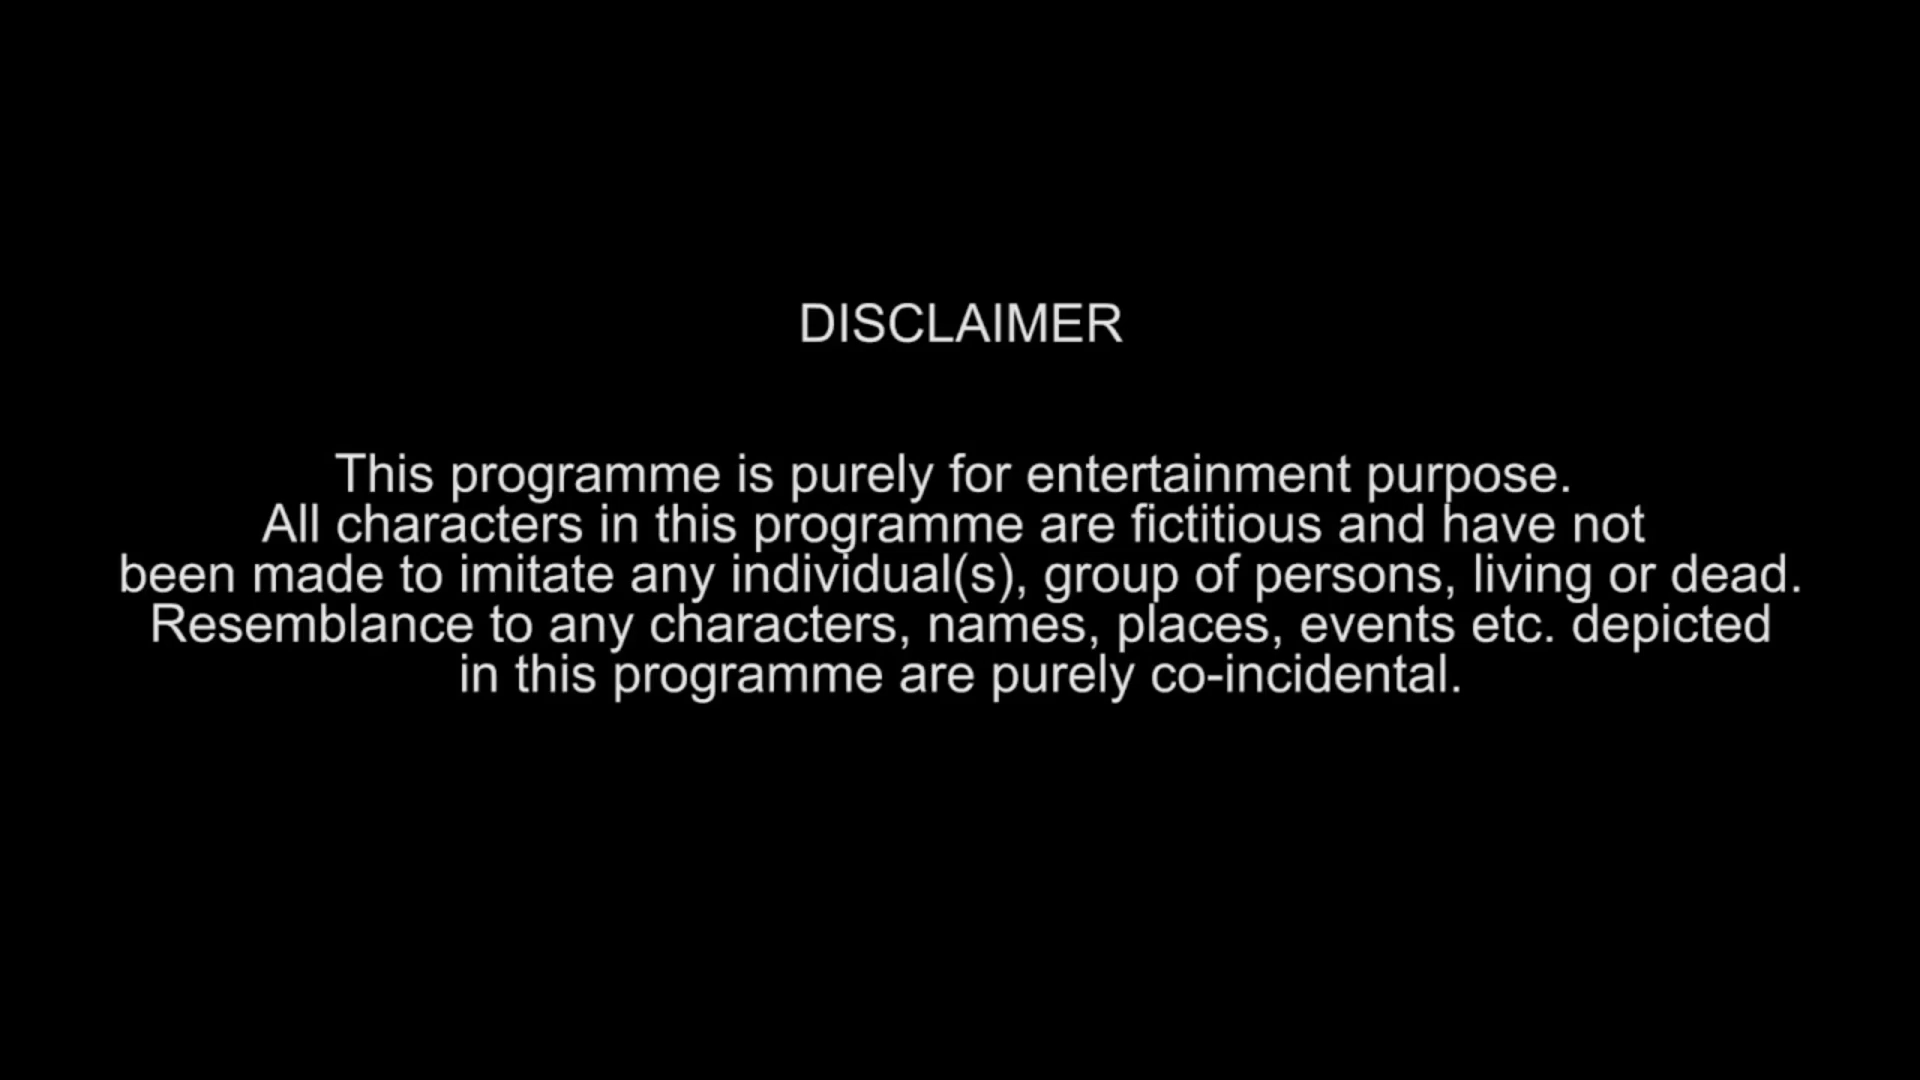 DISCLAIMER
This programme is purely for entertainment purpose.
All characters in this programme are fictitious and have not
been made to imitate any individual(s), group of persons, living or dead.
Resemblance to any characters, names, places, events etc. depicted
in this programme are purely co-incidental.